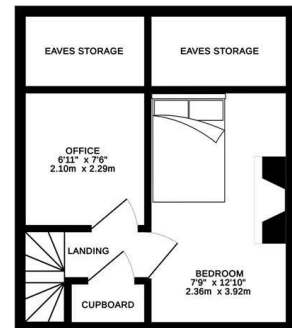 EAVES STORAGE
EAVES STORAGE
OFFICE
6'11" x 7'6"
2.10m x 2.29m
LANDING
BEDROOM
7'9" x 12'10"
2.36m x 3.92m
CUPBOARD